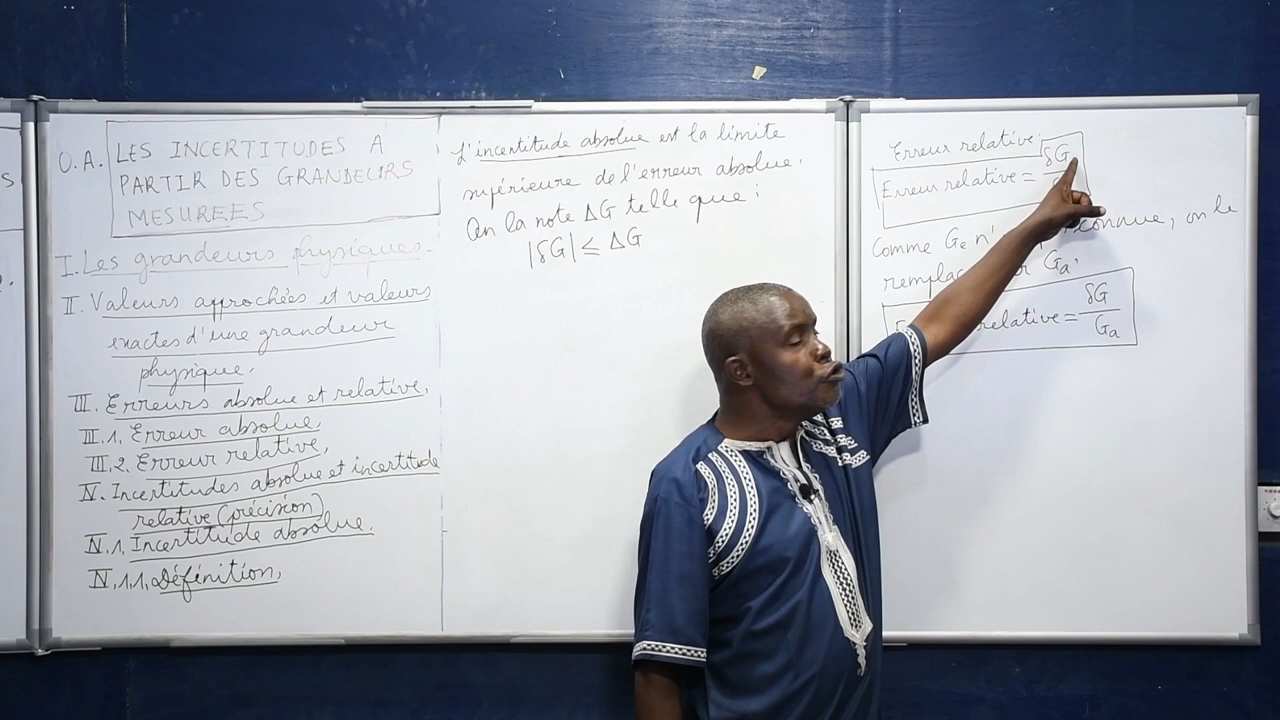 S
O.A. LES INCERTITUDES A
PARTIR DES GRANDEURS
MESUREES
I. Les grandeurs physiques.
II. Valeurs approchées et valeurs
exactes d'une grandeur
physique.
III. Erreurs absolue et relative.
III.1. Erreur absolue.
III.2. Erreur relative.
IV. Incertitudes absolue et incertitude
relative (précision)
IV.1. Incertitude absolue.
IV.1.1. Définition.
L'incertitude absolue est la limite
supérieure de l'erreur absolue.
On la note ΔG telle que :
|δG| ≤ ΔG
Erreur relative:
Erreur relative = δG
Comme Ge n' connue, on le
Ga.
relative = δG/Ga